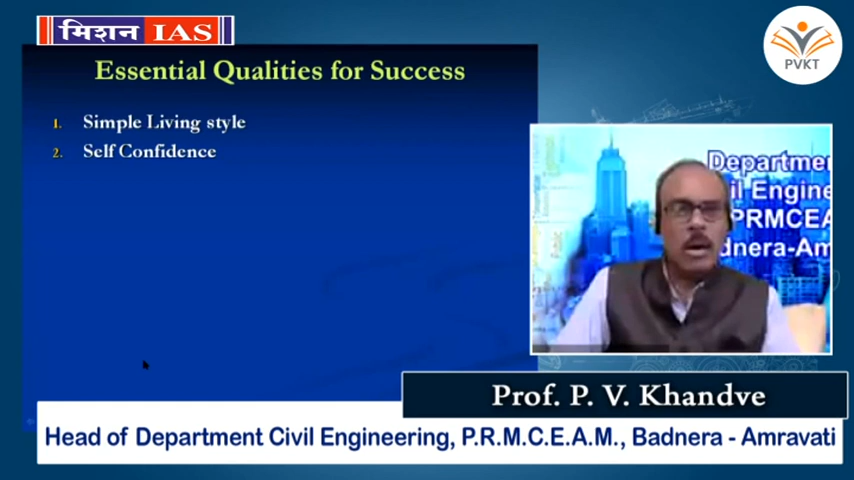 मिशन IAS
PVKT
Essential Qualities for Success
1. Simple Living style
2. Self Confidence
Departme
il Engine
PRMCEA
dnera-Am
Prof. P. V. Khandve
Head of Department Civil Engineering, P.R.M.C.E.A.M., Badnera - Amravati